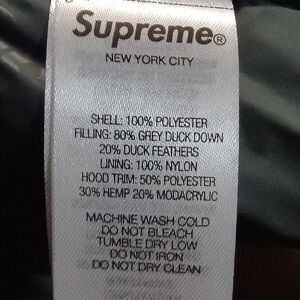 Supreme®
NEW YORK CITY
SHELL: 100% POLYESTER
FILLING: 80% GREY DUCK DOWN
20% DUCK FEATHERS
LINING: 100% NYLON
HOOD TRIM: 50% POLYESTER
30% HEMP 20% MODACRYLIC
MACHINE WASH COLD
DO NOT BLEACH
TUMBLE DRY LOW
DO NOT IRON
DO NOT DRY CLEAN